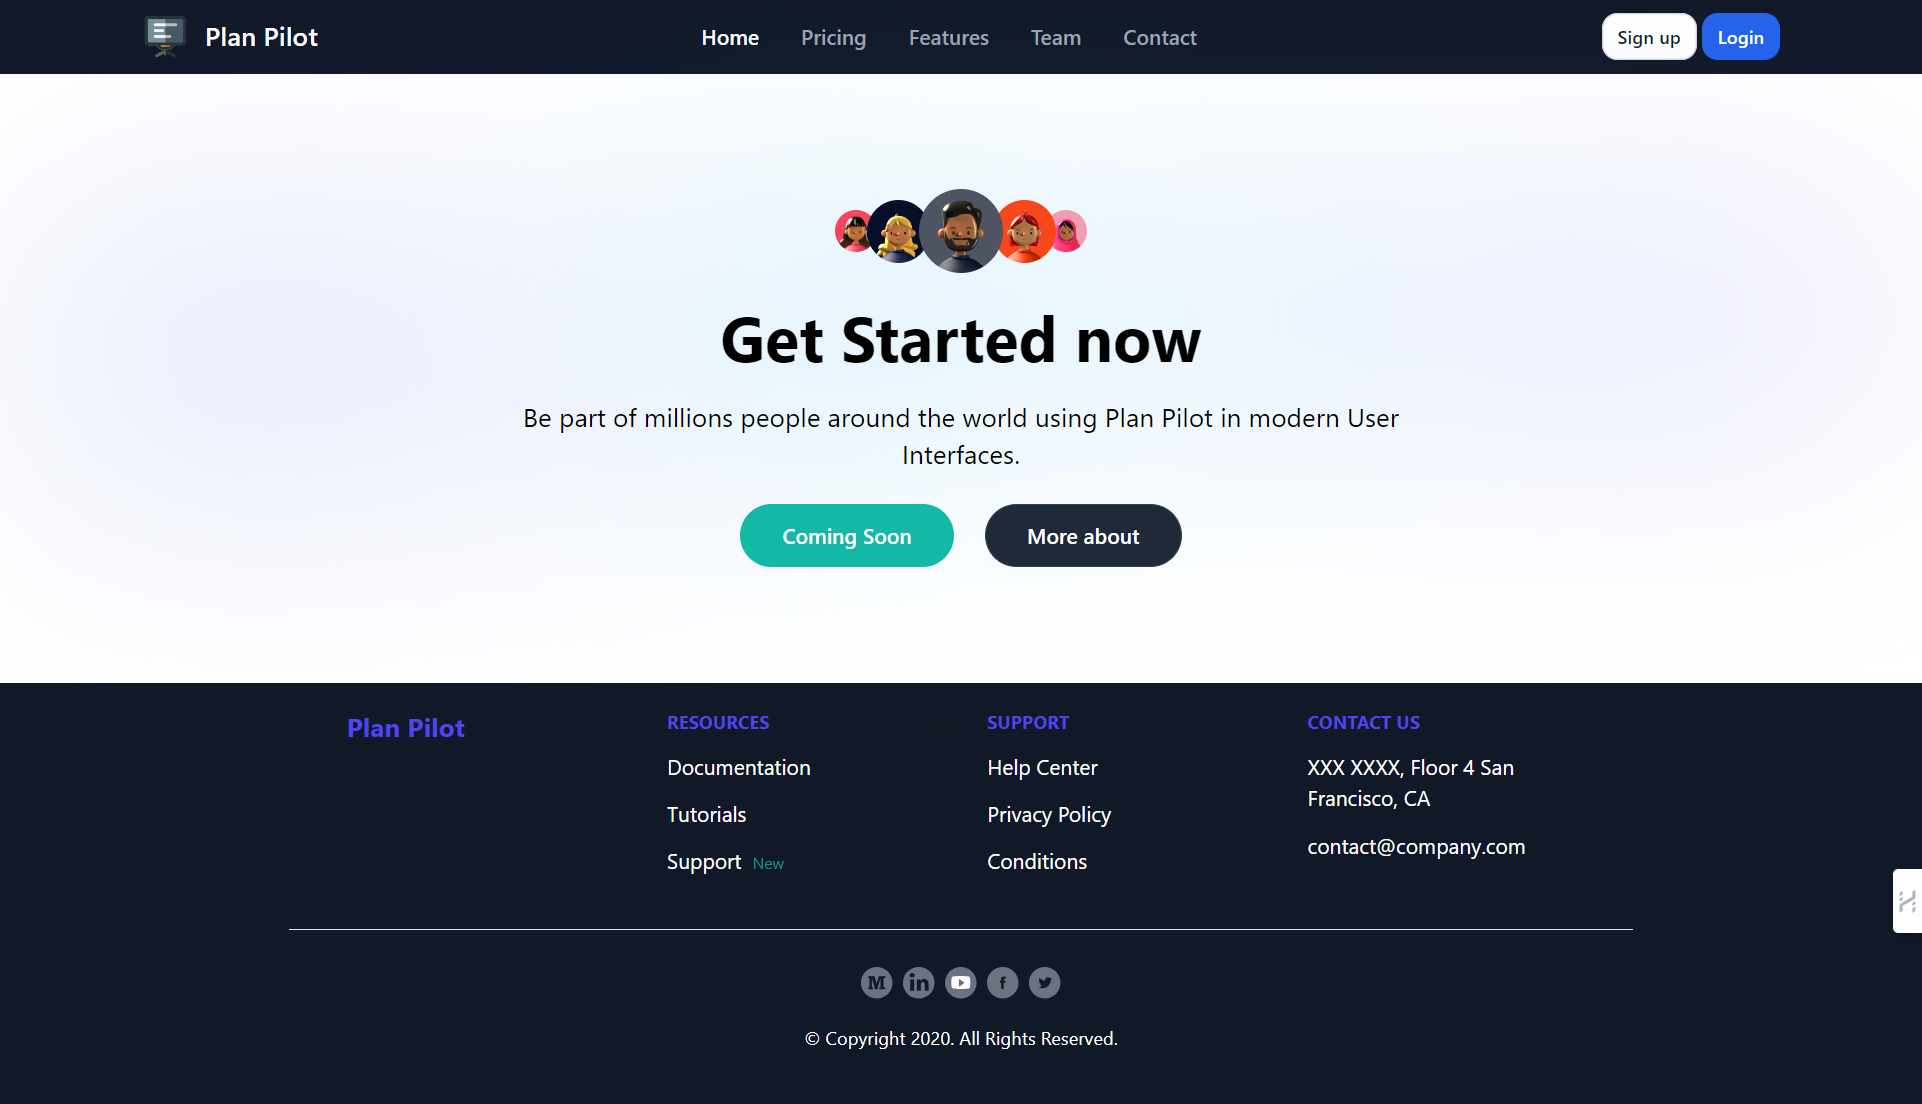 Plan Pilot
Home Pricing Features Team Contact
Sign up Login
Get Started now
Be part of millions people around the world using Plan Pilot in modern User
Interfaces.
Coming Soon More about
Plan Pilot
RESOURCES
Documentation
Tutorials
Support New
SUPPORT
Help Center
Privacy Policy
Conditions
CONTACT US
XXX XXXX, Floor 4 San
Francisco, CA
contact@company.com
© Copyright 2020. All Rights Reserved.